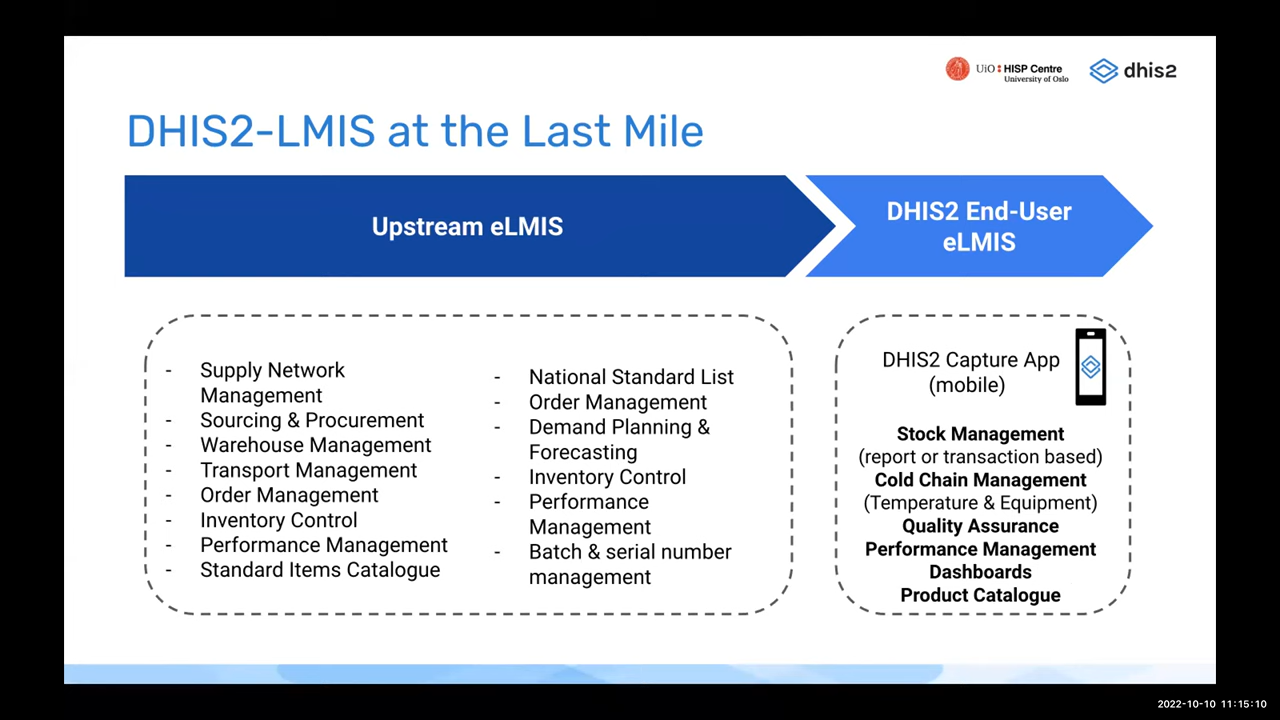 UiO: HISP Centre
University of Oslo
dhis2
DHIS2-LMIS at the Last Mile
Upstream eLMIS
DHIS2 End-User
eLMIS
- Supply Network
Management
- Sourcing & Procurement
- Warehouse Management
- Transport Management
- Order Management
- Inventory Control
- Performance Management
- Standard Items Catalogue
- National Standard List
- Order Management
- Demand Planning &
Forecasting
- Inventory Control
- Performance
Management
- Batch & serial number
management
DHIS2 Capture App
(mobile)
Stock Management
(report or transaction based)
Cold Chain Management
(Temperature & Equipment)
Quality Assurance
Performance Management
Dashboards
Product Catalogue
2022-10-10 11:15:10